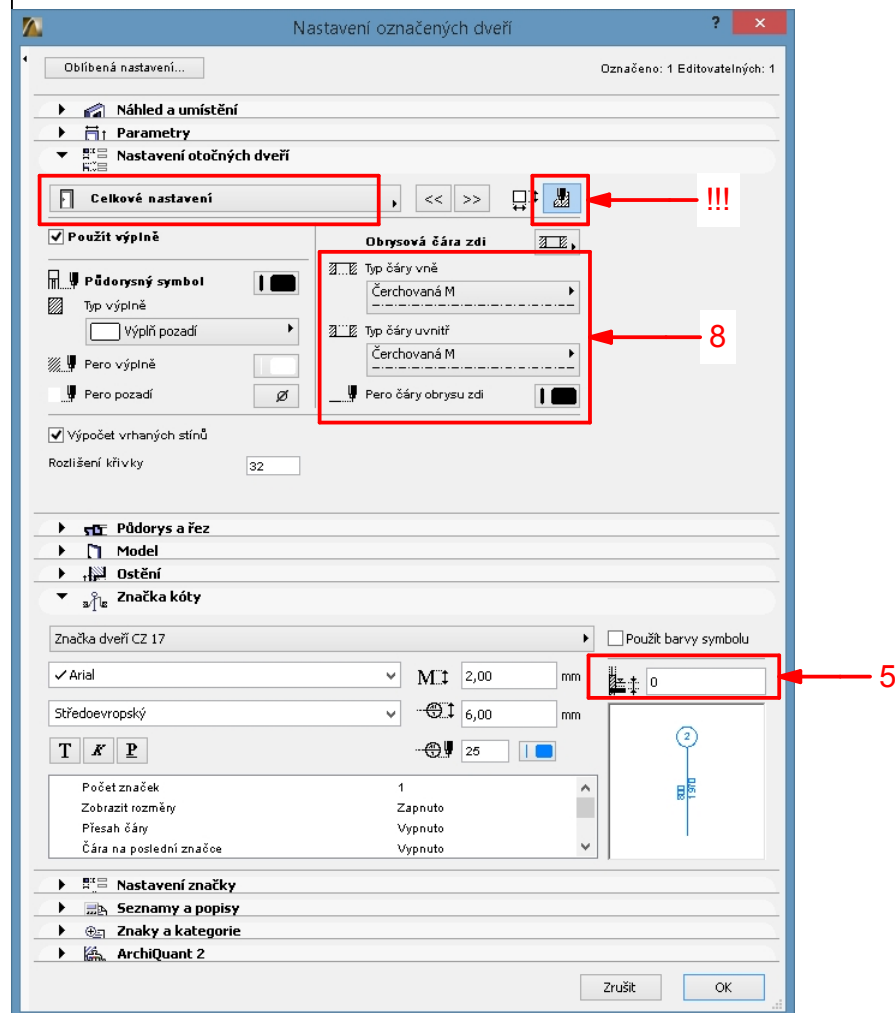 Nastavení označených dveří ? ×
Oblíbená nastavení... Označeno: 1 Editovatelných: 1
Náhled a umístění
Parametry
Nastavení otočných dveří
Celkové nastavení << >> !!!
Použít výplně Obrysová čára zdi
Půdorysný symbol Typ čáry vně
Čerchovaná M
Typ výplně
Výplň pozadí Typ čáry uvnitř 8
Čerchovaná M
Pero výplně
Pero pozadí Ø Pero čáry obrysu zdi
Výpočet vrhaných stínů
Rozlišení křivky 32
Půdorys a řez
Model
Ostění
Značka kóty
Značka dveří CZ 17 Použít barvy symbolu
Arial M 2,00 mm 0 5
Středoevropský 6,00 mm
T K P 25
2
800
1 970
Počet značek 1
Zobrazit rozměry Zapnuto
Přesah čáry Vypnuto
Čára na poslední značce Vypnuto
Nastavení značky
Seznamy a popisy
Znaky a kategorie
ArchiQuant 2
Zrušit OK